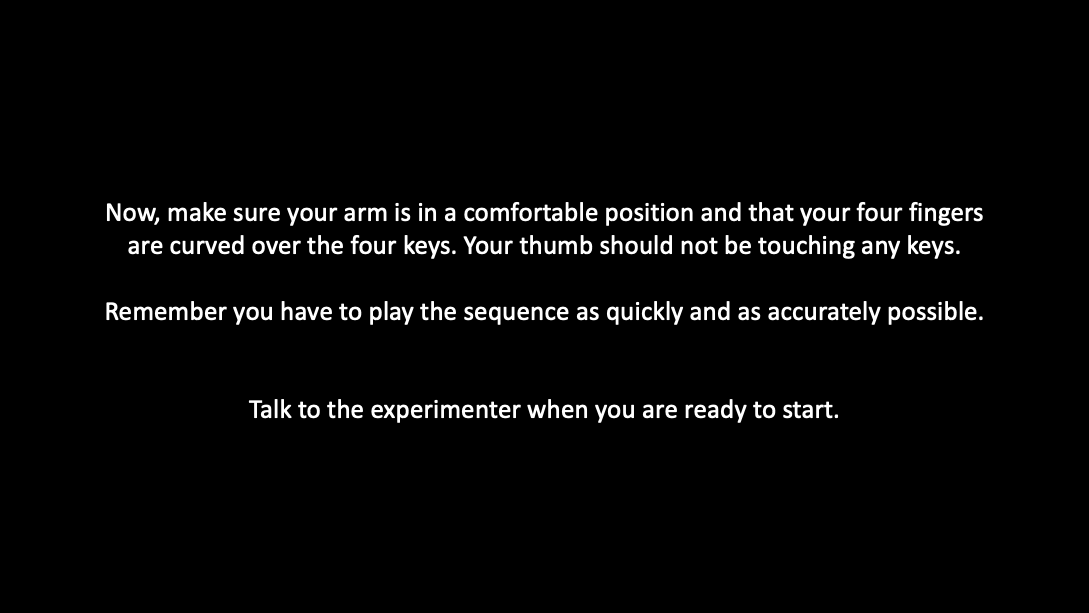 Now, make sure your arm is in a comfortable position and that your four fingers
are curved over the four keys. Your thumb should not be touching any keys.
Remember you have to play the sequence as quickly and as accurately possible.
Talk to the experimenter when you are ready to start.